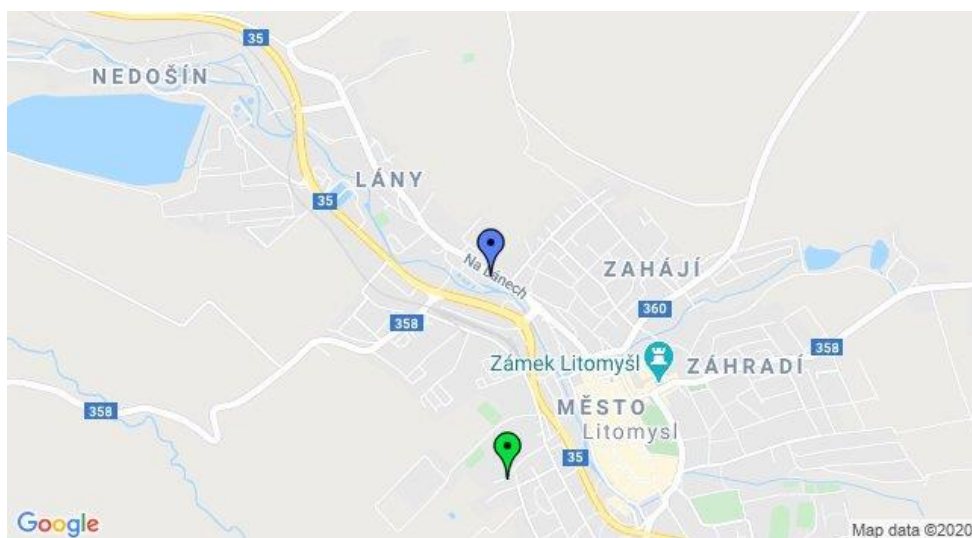 35
NEDOŠÍN
LÁNY
35
Na Lánech
ZAHÁJÍ
360
358
358
Zámek Litomyšl
ZÁHRADÍ
358
MĚSTO
Litomysl
35
Google
Map data ©2020